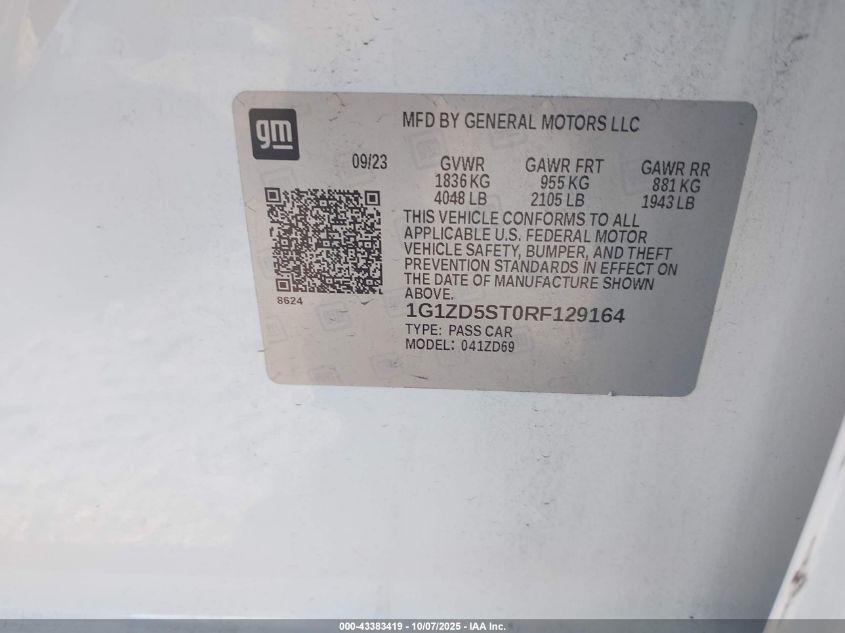 gm
MFD BY GENERAL MOTORS LLC
09/23
GVWR GAWR FRT GAWR RR
1836 KG 955 KG 881 KG
4048 LB 2105 LB 1943 LB
THIS VEHICLE CONFORMS TO ALL
APPLICABLE U.S. FEDERAL MOTOR
VEHICLE SAFETY, BUMPER, AND THEFT
PREVENTION STANDARDS IN EFFECT ON
THE DATE OF MANUFACTURE SHOWN
ABOVE.
8624
1G1ZD5ST0RF129164
TYPE: PASS CAR
MODEL: 041ZD69
000-43383419 - 10/07/2025 - IAA Inc.